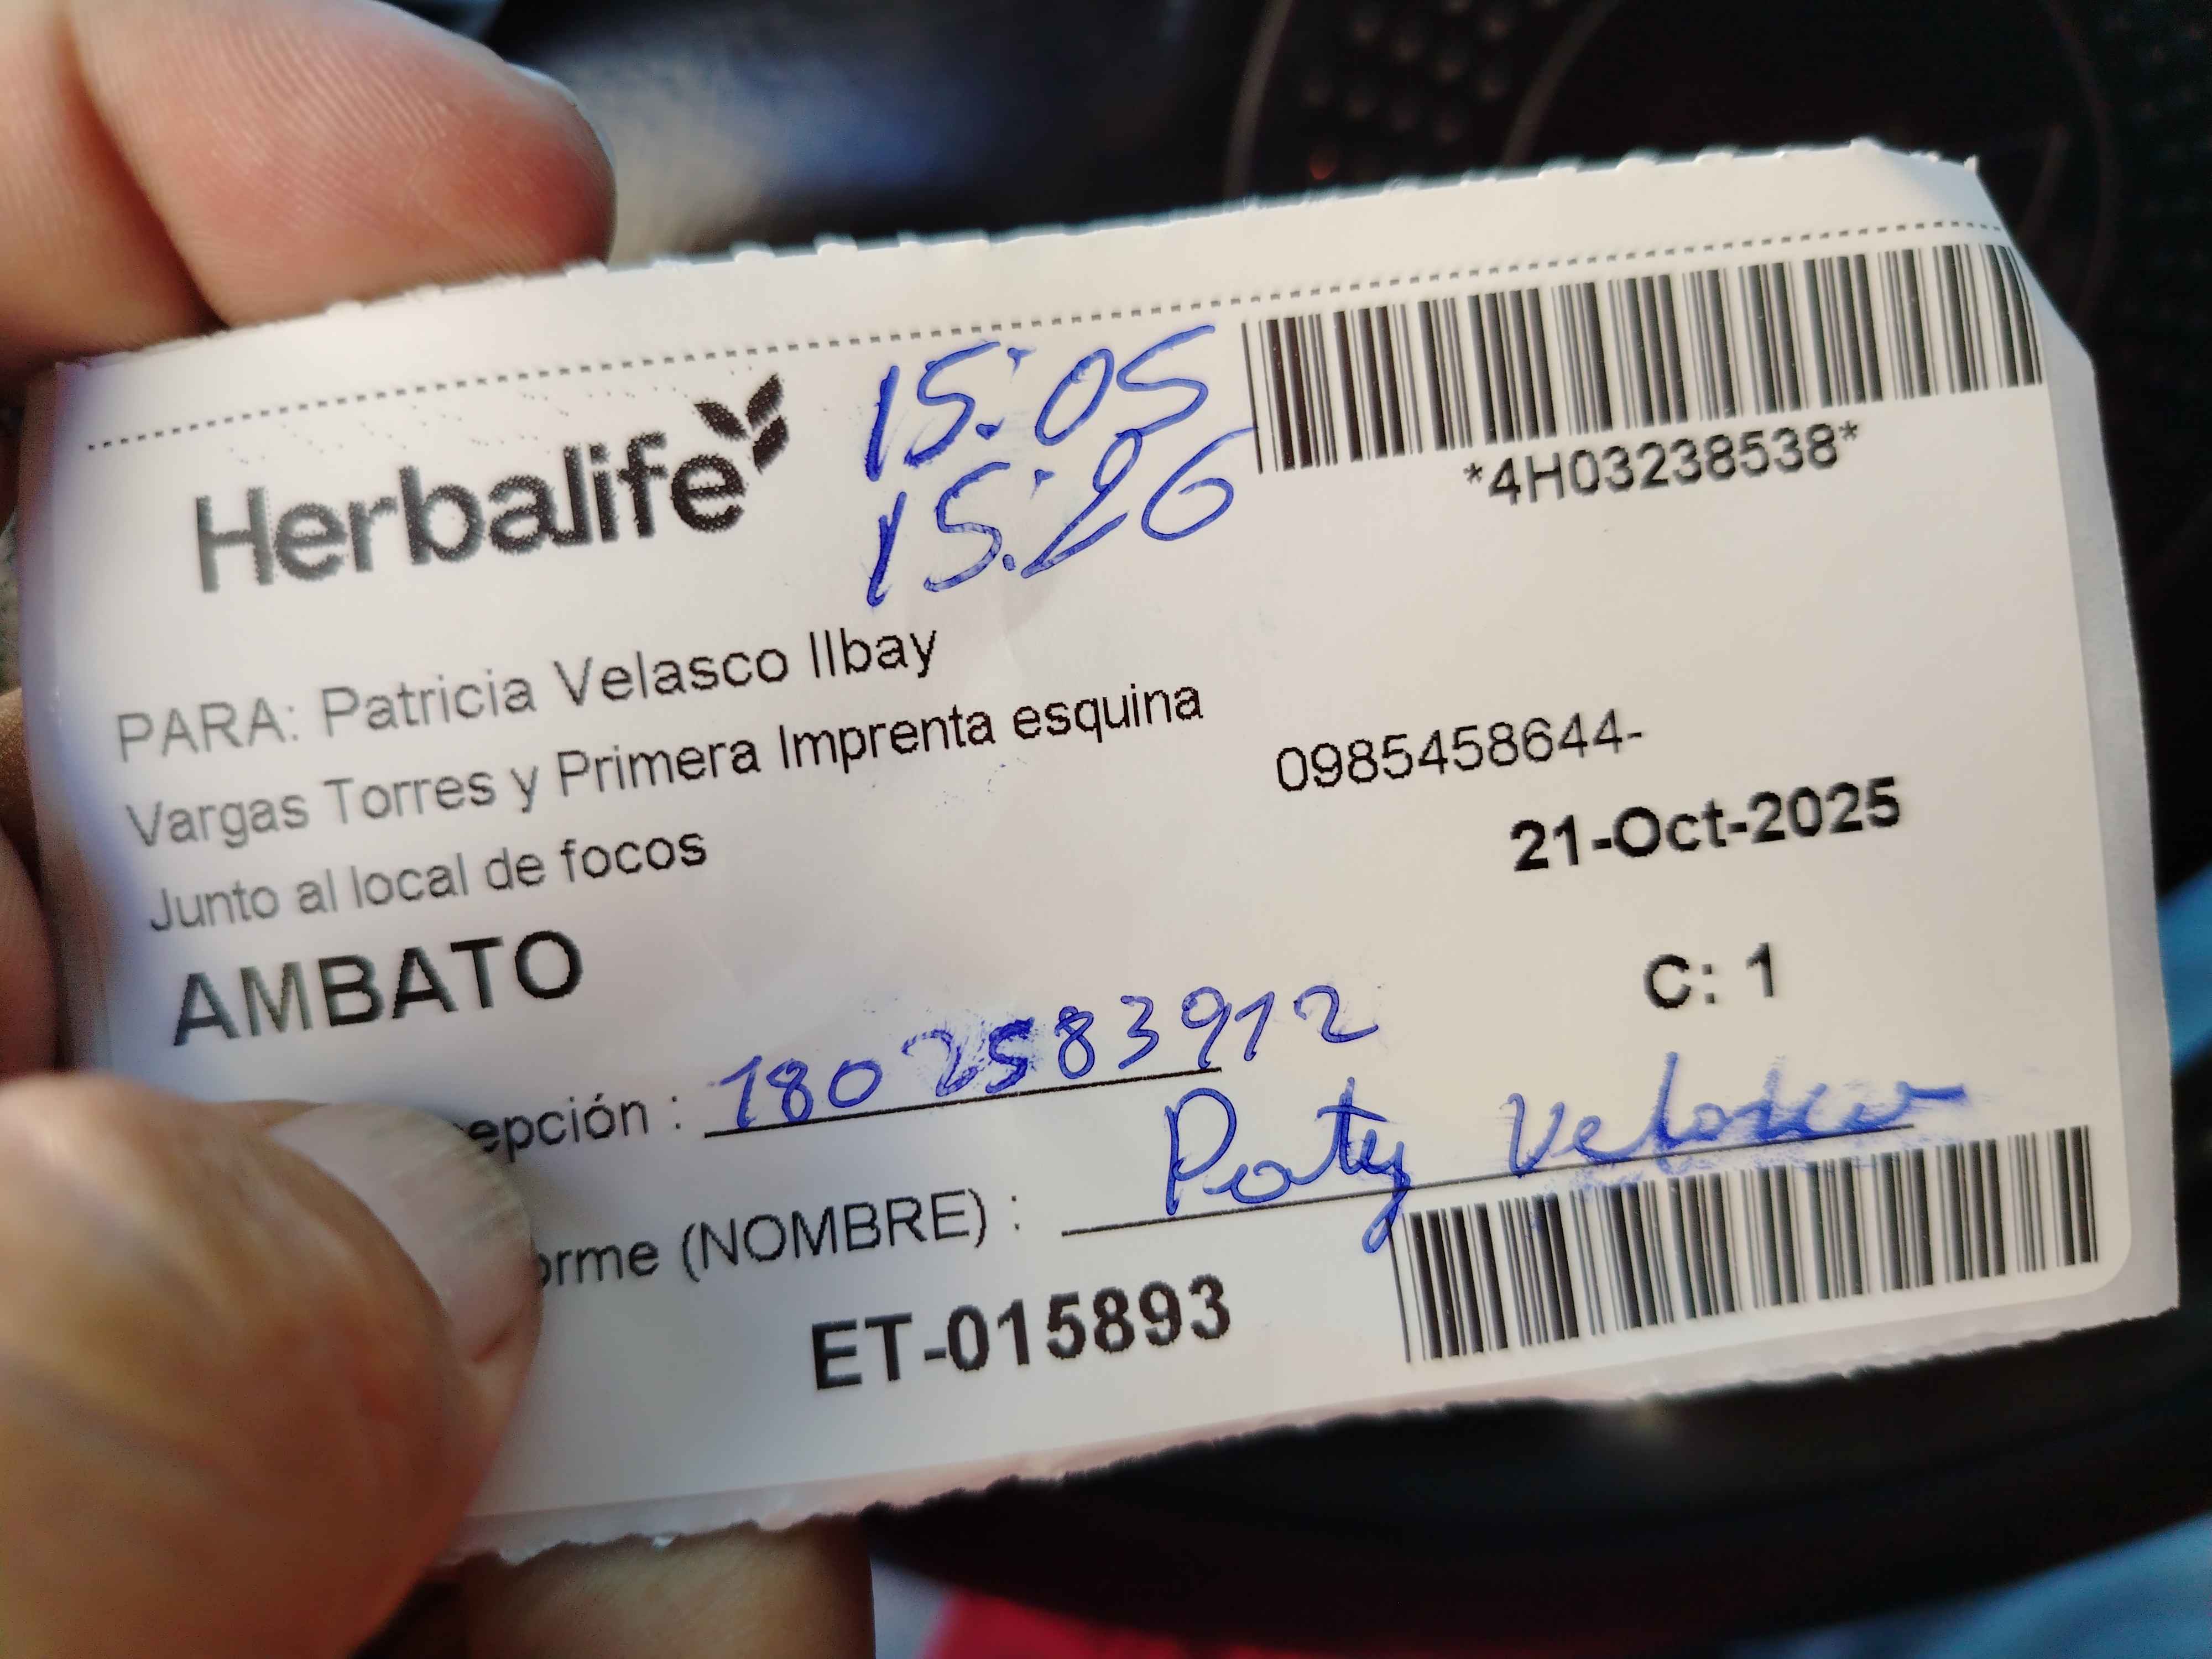 Herbalife
15:05
15:26
*4H03238538*
PARA: Patricia Velasco Ilbay
Vargas Torres y Primera Imprenta esquina
0985458644-
Junto al local de focos
21-Oct-2025
AMBATO
C: 1
epción : 1802583912
orme (NOMBRE) : Paty Velasco
ET-015893